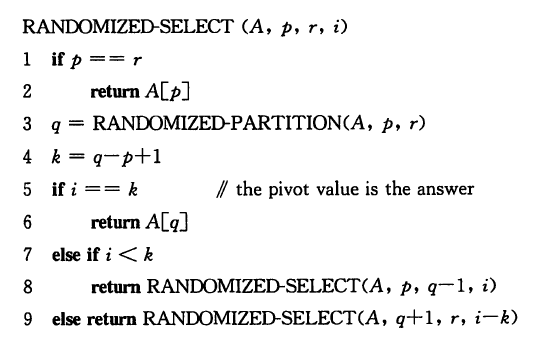 RANDOMIZED-SELECT (A, p, r, i)
1 if p == r
2 return A[p]
3 q = RANDOMIZED-PARTITION(A, p, r)
4 k = q-p+1
5 if i == k // the pivot value is the answer
6 return A[q]
7 else if i < k
8 return RANDOMIZED-SELECT(A, p, q-1, i)
9 else return RANDOMIZED-SELECT(A, q+1, r, i-k)